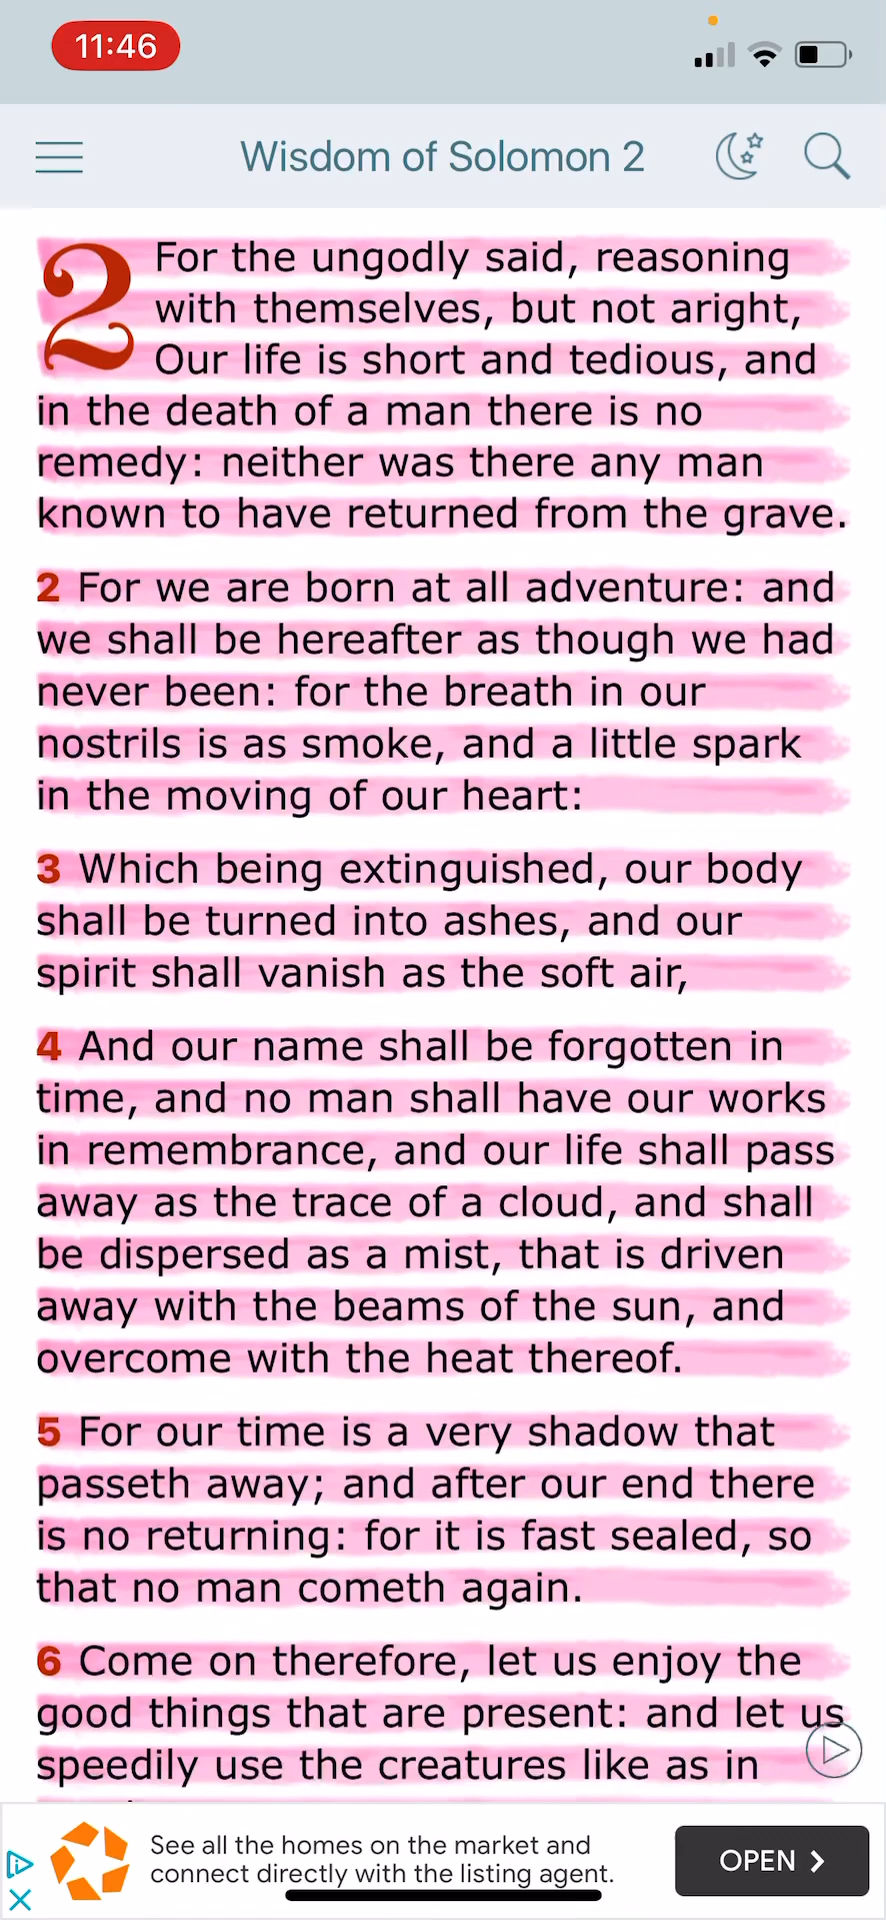 11:46
Wisdom of Solomon 2
2 For the ungodly said, reasoning
with themselves, but not aright,
Our life is short and tedious, and
in the death of a man there is no
remedy: neither was there any man
known to have returned from the grave.
2 For we are born at all adventure: and
we shall be hereafter as though we had
never been: for the breath in our
nostrils is as smoke, and a little spark
in the moving of our heart:
3 Which being extinguished, our body
shall be turned into ashes, and our
spirit shall vanish as the soft air,
4 And our name shall be forgotten in
time, and no man shall have our works
in remembrance, and our life shall pass
away as the trace of a cloud, and shall
be dispersed as a mist, that is driven
away with the beams of the sun, and
overcome with the heat thereof.
5 For our time is a very shadow that
passeth away; and after our end there
is no returning: for it is fast sealed, so
that no man cometh again.
6 Come on therefore, let us enjoy the
good things that are present: and let us
speedily use the creatures like as in
See all the homes on the market and
connect directly with the listing agent.
OPEN